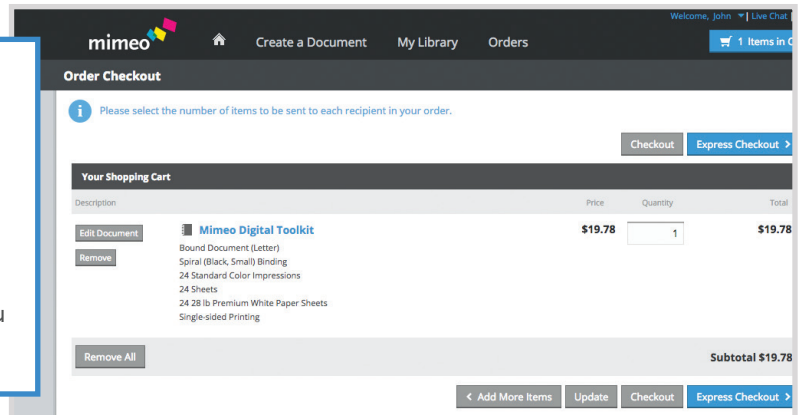 Welcome, John | Live Chat |
mimeo
Create a Document My Library Orders
1 Items in
Order Checkout
Please select the number of items to be sent to each recipient in your order.
Checkout Express Checkout >
Your Shopping Cart
Description Price Quantity Total
Edit Document Mimeo Digital Toolkit $19.78 1 $19.78
Remove
Bound Document (Letter)
Spiral (Black, Small) Binding
24 Standard Color Impressions
24 Sheets
24 28 lb Premium White Paper Sheets
Single-sided Printing
Remove All Subtotal $19.78
< Add More Items Update Checkout Express Checkout >